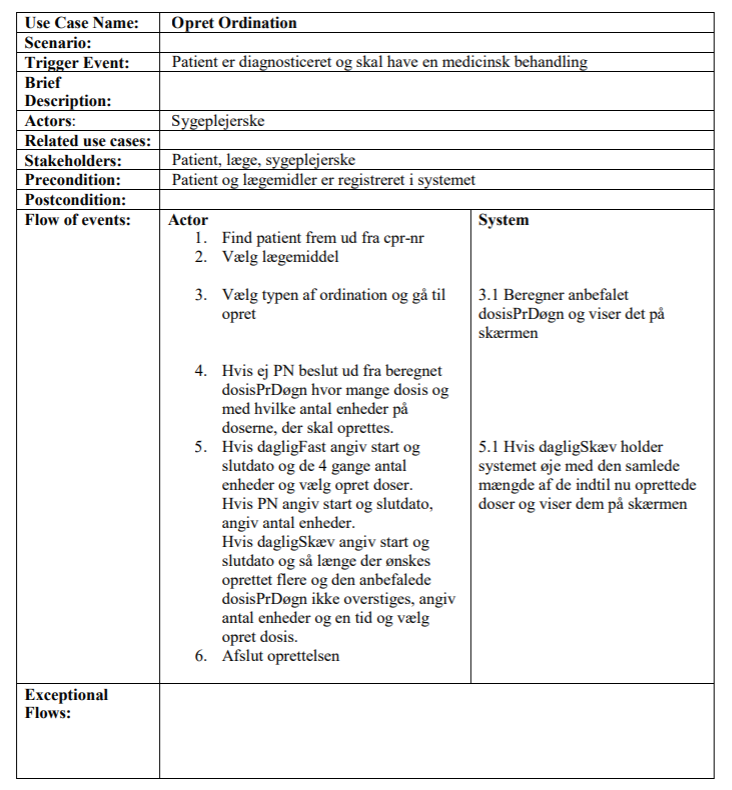 Use Case Name: Opret Ordination
Scenario:
Trigger Event: Patient er diagnosticeret og skal have en medicinsk behandling
Brief
Description:
Actors: Sygeplejerske
Related use cases:
Stakeholders: Patient, læge, sygeplejerske
Precondition: Patient og lægemidler er registreret i systemet
Postcondition:
Flow of events:
Actor
1. Find patient frem ud fra cpr-nr
2. Vælg lægemiddel
3. Vælg typen af ordination og gå til
opret
4. Hvis ej PN beslut ud fra beregnet
dosisPrDøgn hvor mange dosis og
med hvilke antal enheder på
doserne, der skal oprettes.
5. Hvis dagligFast angiv start og
slutdato og de 4 gange antal
enheder og vælg opret doser.
Hvis PN angiv start og slutdato,
angiv antal enheder.
Hvis dagligSkæv angiv start og
slutdato og så længe der ønskes
oprettet flere og den anbefalede
dosisPrDøgn ikke overstiges, angiv
antal enheder og en tid og vælg
opret dosis.
6. Afslut oprettelsen
System
3.1 Beregner anbefalet
dosisPrDøgn og viser det på
skærmen
5.1 Hvis dagligSkæv holder
systemet øje med den samlede
mængde af de indtil nu oprettede
doser og viser dem på skærmen
Exceptional
Flows: